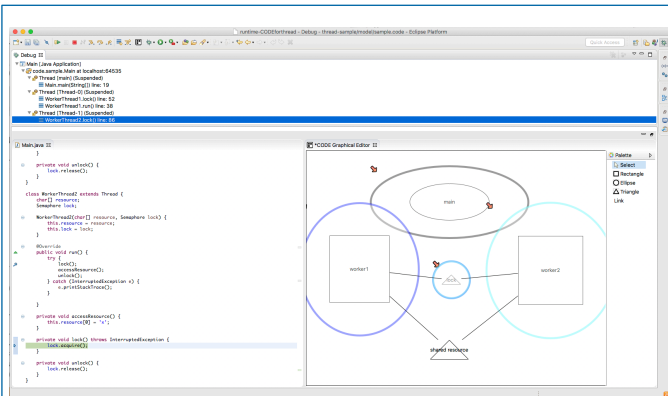 runtime-CODEforthread - Debug - thread-sample/model/sample.code - Eclipse Platform
Quick Access
Debug
Main [Java Application]
code.sample.Main at localhost:64535
Thread [main] (Suspended)
Main.main(String[]) line: 19
Thread [Thread-0] (Suspended)
WorkerThread1.lock() line: 52
WorkerThread1.run() line: 38
Thread [Thread-1] (Suspended)
WorkerThread2.lock() line: 86
Main.java
}
private void unlock() {
lock.release();
}
}
class WorkerThread2 extends Thread {
char[] resource;
Semaphore lock;
WorkerThread2(char[] resource, Semaphore lock) {
this.resource = resource;
this.lock = lock;
}
@Override
public void run() {
try {
lock();
accessResource();
unlock();
} catch (InterruptedException e) {
e.printStackTrace();
}
}
private void accessResource() {
this.resource[0] = 'x';
}
private void lock() throws InterruptedException {
lock.acquire();
}
private void unlock() {
lock.release();
}
}
*CODE Graphical Editor
main
worker1
worker2
shared resource
Palette
Select
Rectangle
Ellipse
Triangle
Link